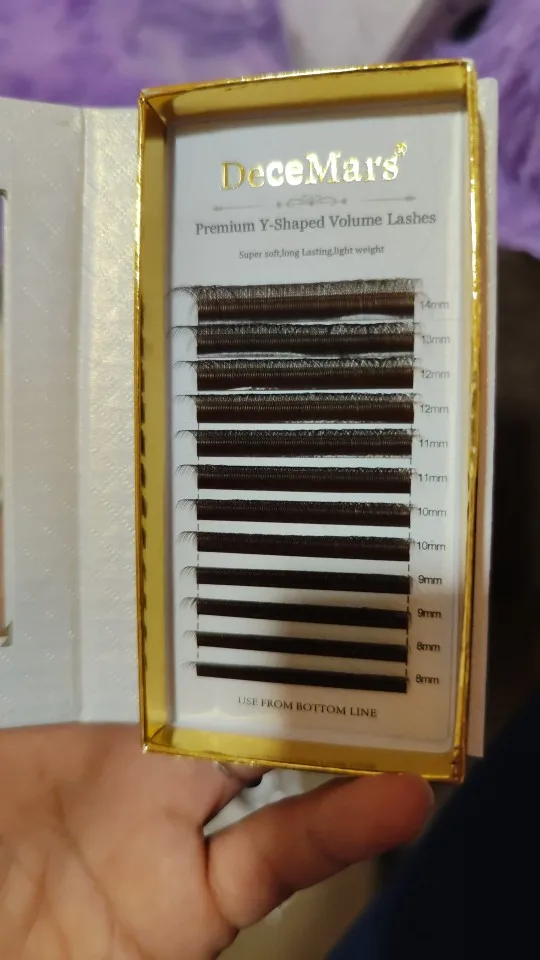 DeceMars®
Premium Y-Shaped Volume Lashes
Super soft,long Lasting,light weight
14mm
13mm
12mm
12mm
11mm
11mm
10mm
10mm
9mm
9mm
8mm
8mm
USE FROM BOTTOM LINE